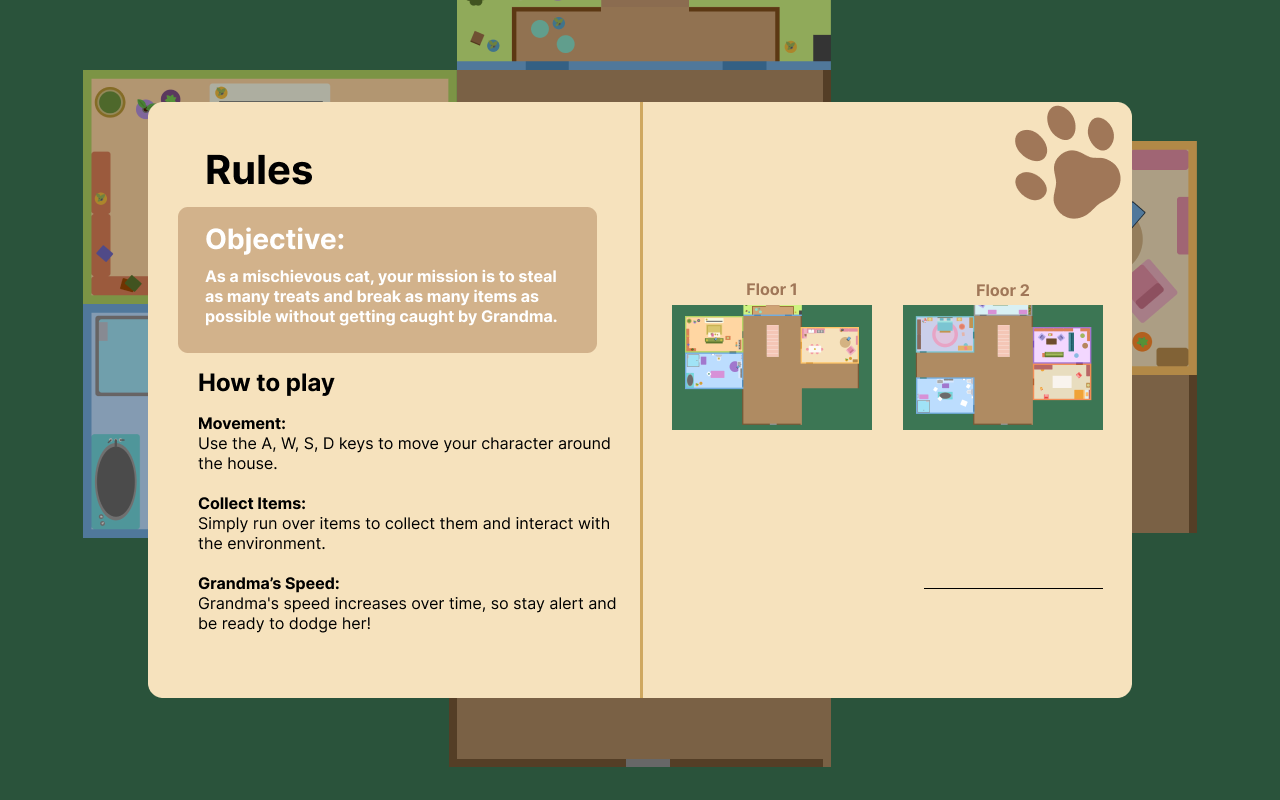 Rules
Objective:
As a mischievous cat, your mission is to steal
as many treats and break as many items as
possible without getting caught by Grandma.
How to play
Movement:
Use the A, W, S, D keys to move your character around
the house.
Collect Items:
Simply run over items to collect them and interact with
the environment.
Grandma’s Speed:
Grandma's speed increases over time, so stay alert and
be ready to dodge her!
Floor 1
Floor 2